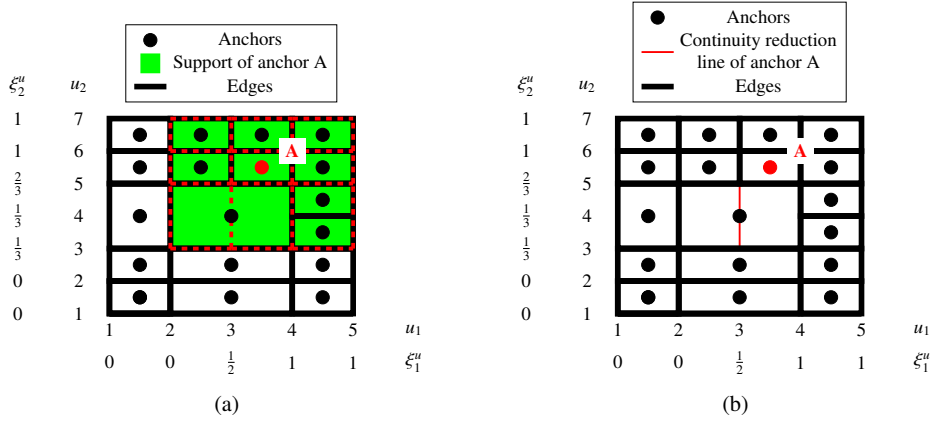 Anchors
Support of anchor A
Edges
ξ₂ᵘ u₂
1 7
1 6
A
2/3 5
1/3 4
1/3 3
0 2
0 1
1 2 3 4 5 u₁
0 0 1/2 1 1 ξ₁ᵘ
(a)
Anchors
Continuity reduction
line of anchor A
Edges
ξ₂ᵘ u₂
1 7
1 6
A
2/3 5
1/3 4
1/3 3
0 2
0 1
1 2 3 4 5 u₁
0 0 1/2 1 1 ξ₁ᵘ
(b)